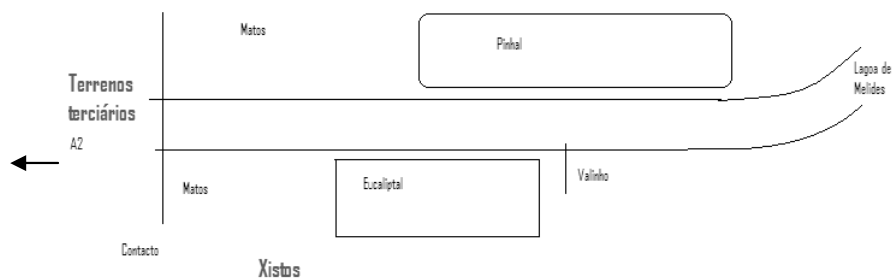 Matos
Pinhal
Lagoa de
Melides
Terrenos
terciários
A2
Matos
Eucaliptal
Valinho
Contacto
Xistos